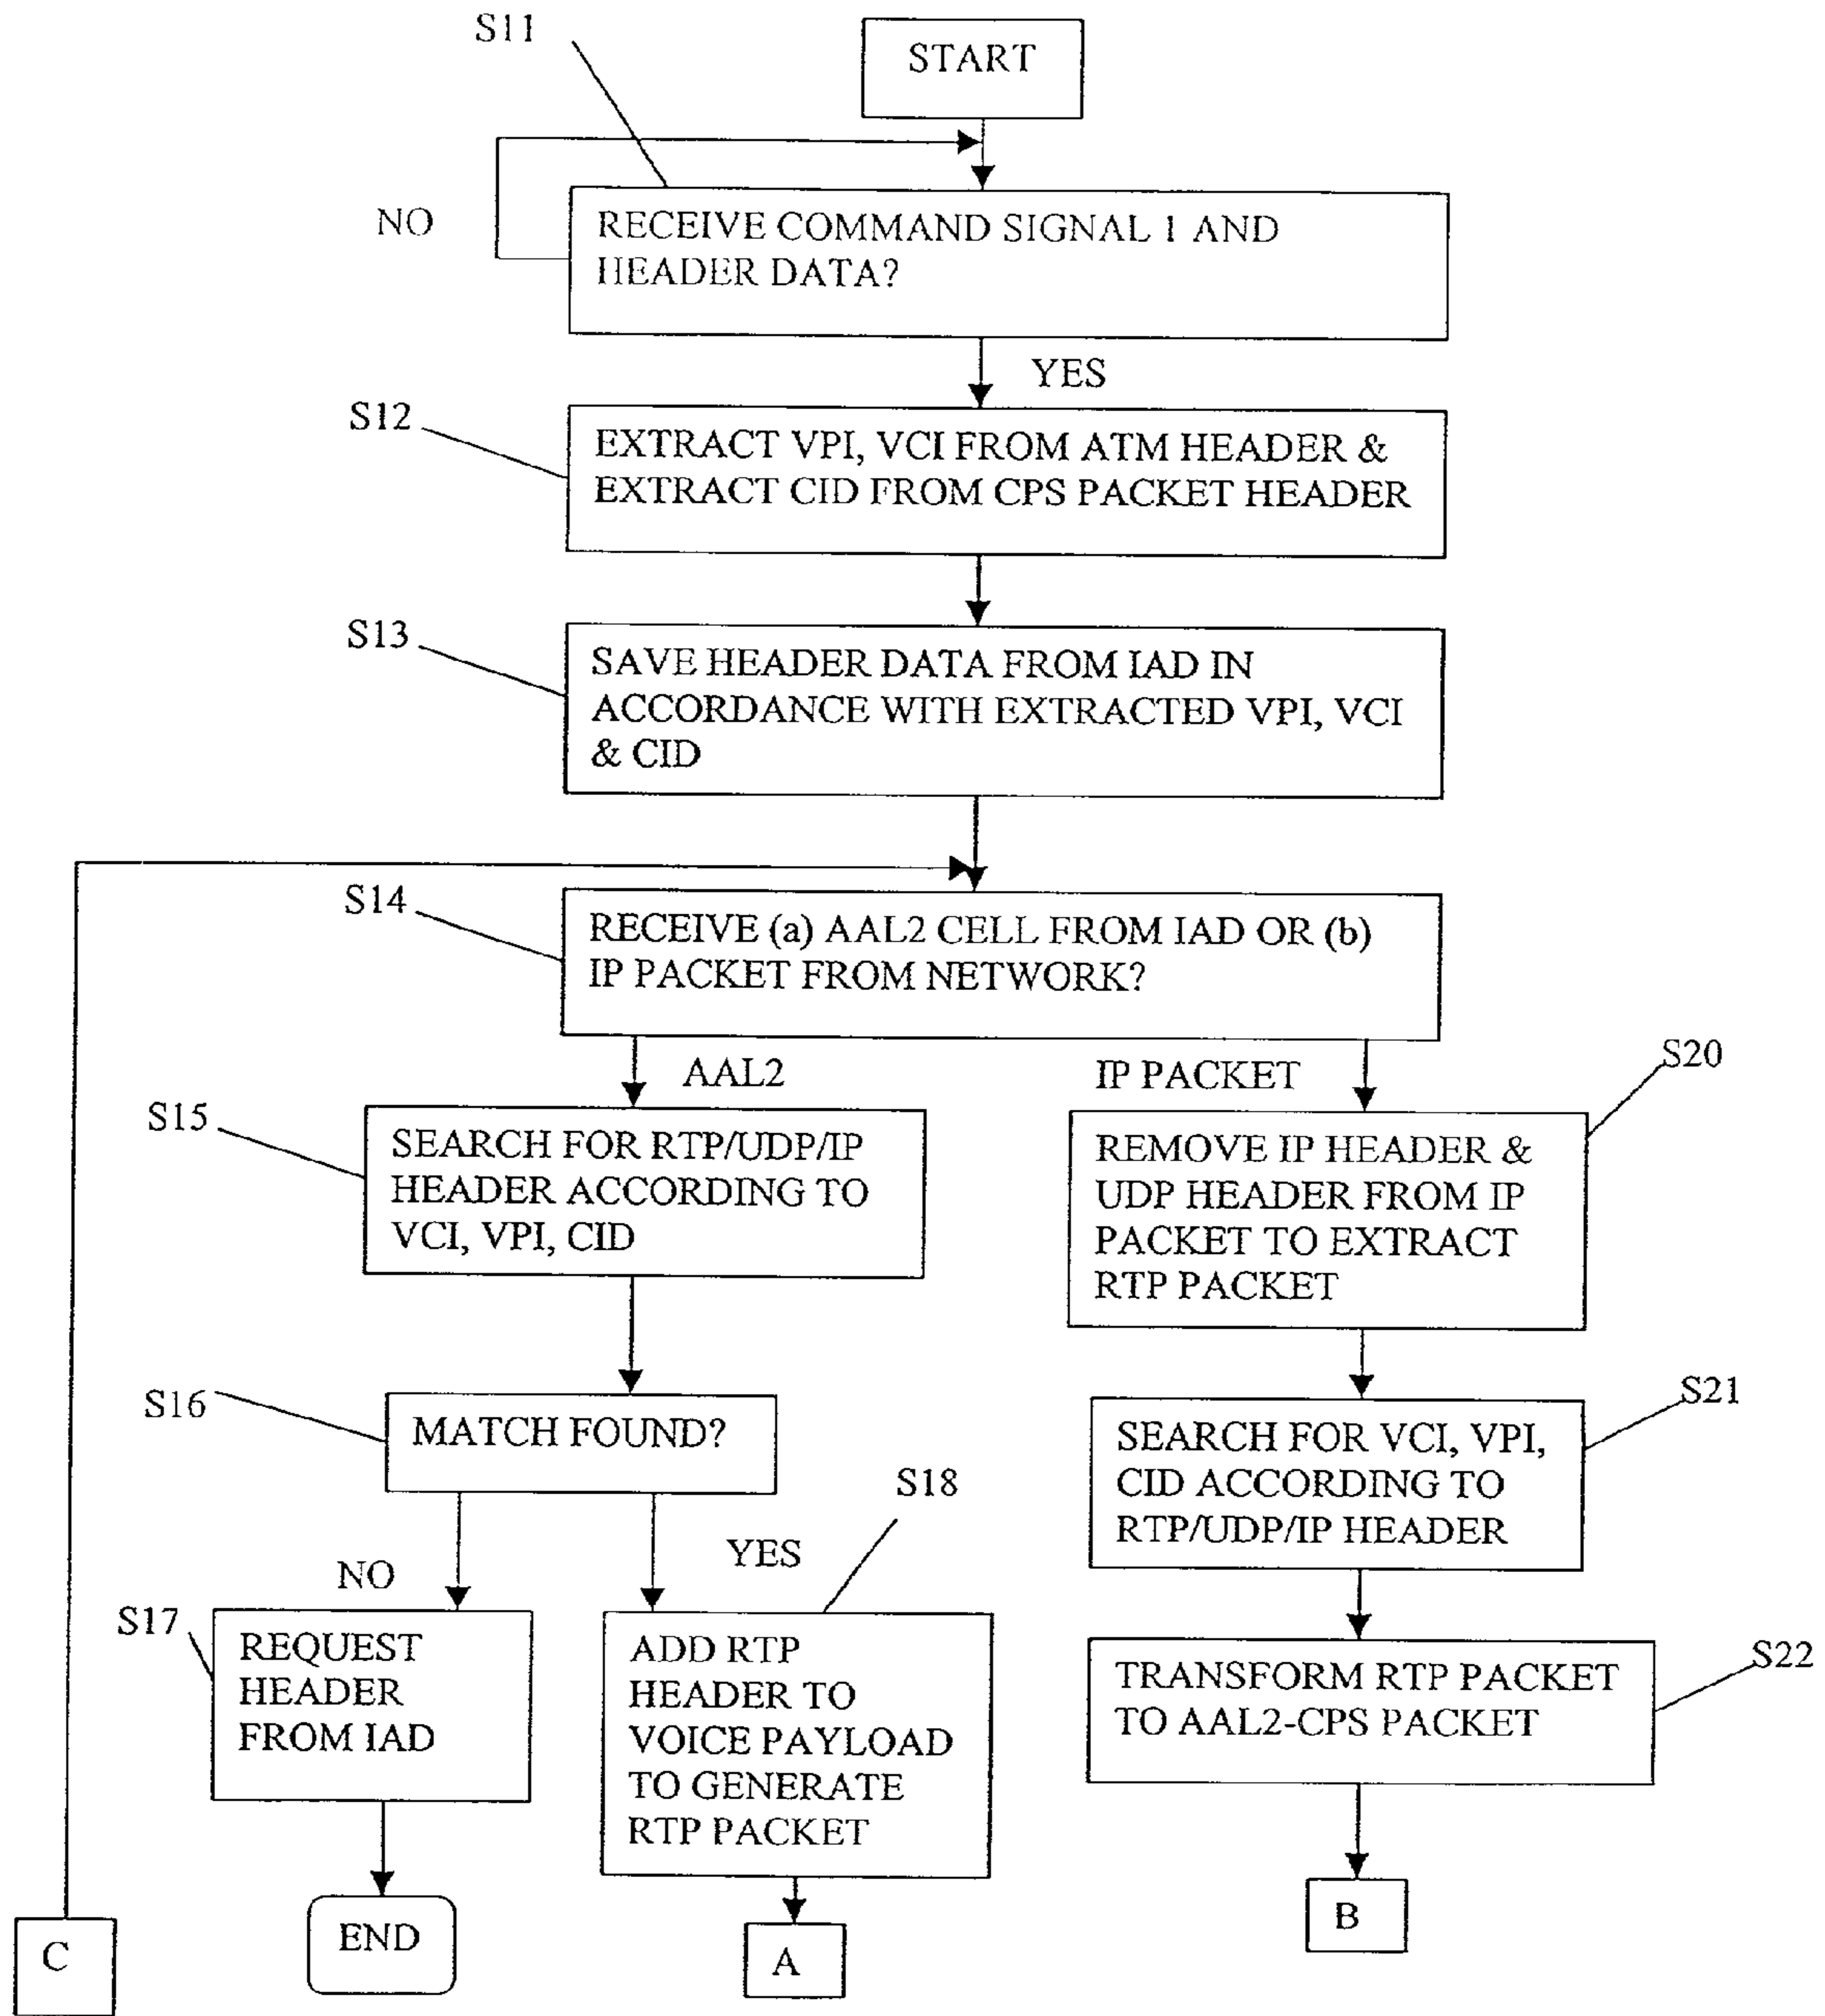 S11
START
NO
RECEIVE COMMAND SIGNAL 1 AND
HEADER DATA?
YES
S12
EXTRACT VPI, VCI FROM ATM HEADER &
EXTRACT CID FROM CPS PACKET HEADER
S13
SAVE HEADER DATA FROM IAD IN
ACCORDANCE WITH EXTRACTED VPI, VCI
& CID
S14
RECEIVE (a) AAL2 CELL FROM IAD OR (b)
IP PACKET FROM NETWORK?
AAL2
IP PACKET
S20
S15
SEARCH FOR RTP/UDP/IP
HEADER ACCORDING TO
VCI, VPI, CID
REMOVE IP HEADER &
UDP HEADER FROM IP
PACKET TO EXTRACT
RTP PACKET
S16
MATCH FOUND?
S21
SEARCH FOR VCI, VPI,
CID ACCORDING TO
RTP/UDP/IP HEADER
S18
NO
YES
S17
REQUEST
HEADER
FROM IAD
ADD RTP
HEADER TO
VOICE PAYLOAD
TO GENERATE
RTP PACKET
S22
TRANSFORM RTP PACKET
TO AAL2-CPS PACKET
C
END
A
B